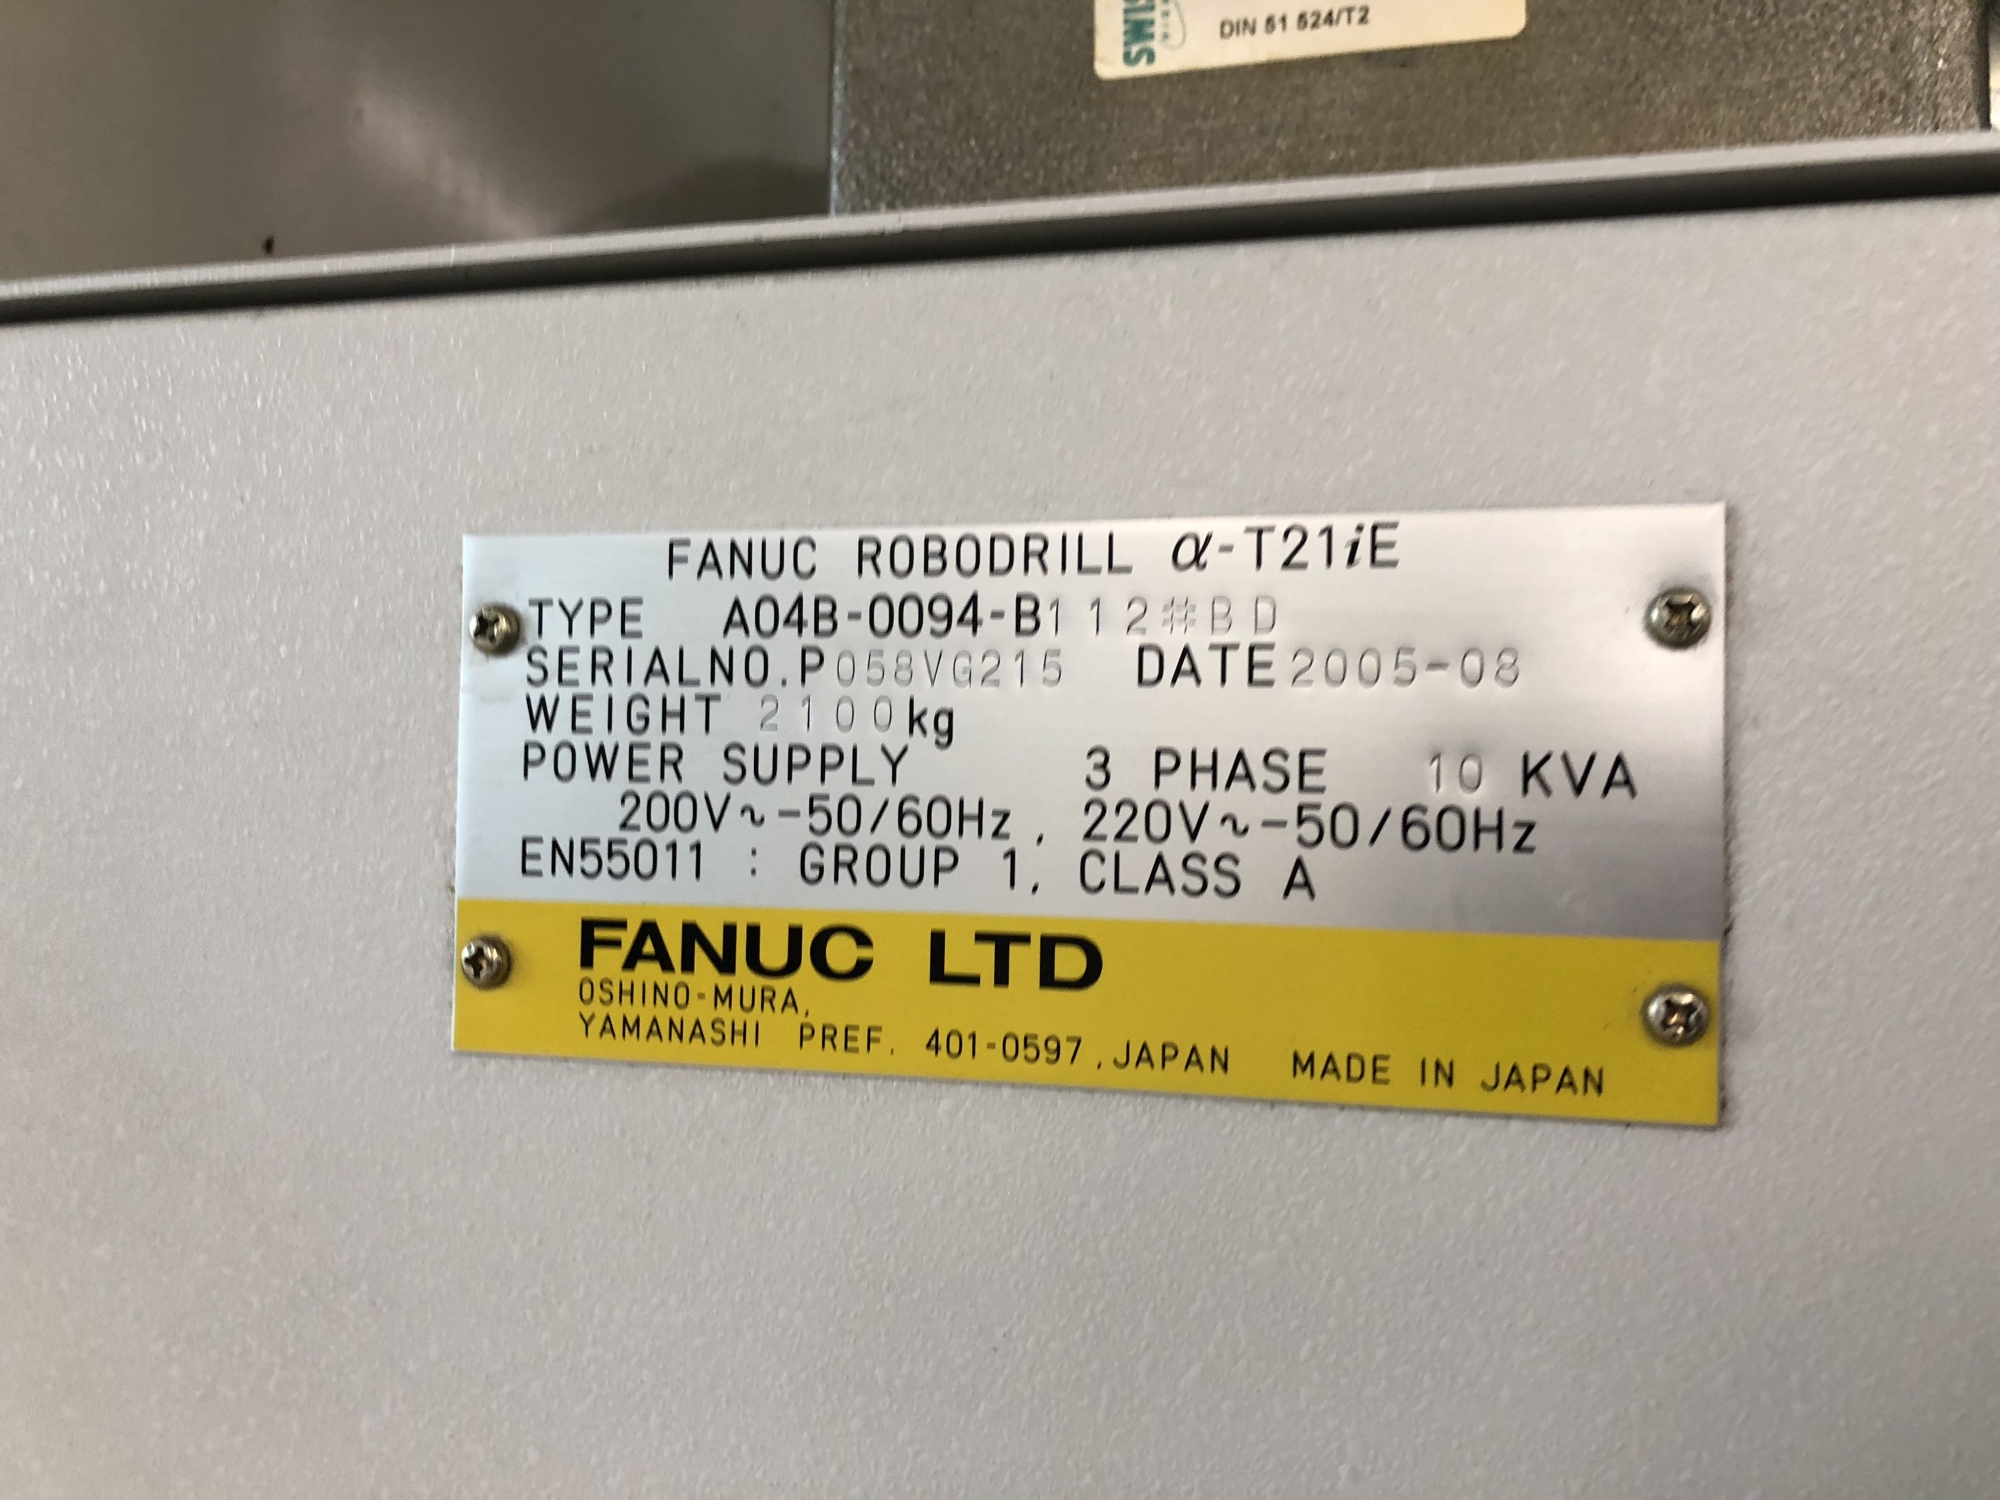 DIN 51 524/T2
FANUC ROBODRILL α-T21iE
TYPE A04B-0094-B112#BD
SERIALNO.P058VG215 DATE2005-08
WEIGHT 2100kg
POWER SUPPLY 3 PHASE 10 KVA
200V~-50/60Hz, 220V~-50/60Hz
EN55011 : GROUP 1, CLASS A
FANUC LTD
OSHINO-MURA,
YAMANASHI PREF. 401-0597, JAPAN MADE IN JAPAN